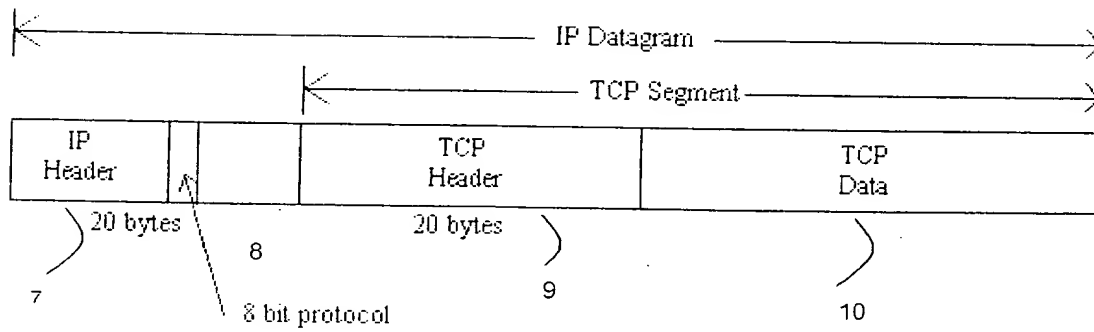 IP Datagram
TCP Segment
IP
Header
TCP
Header
TCP
Data
20 bytes
20 bytes
8
7
8 bit protocol
9
10